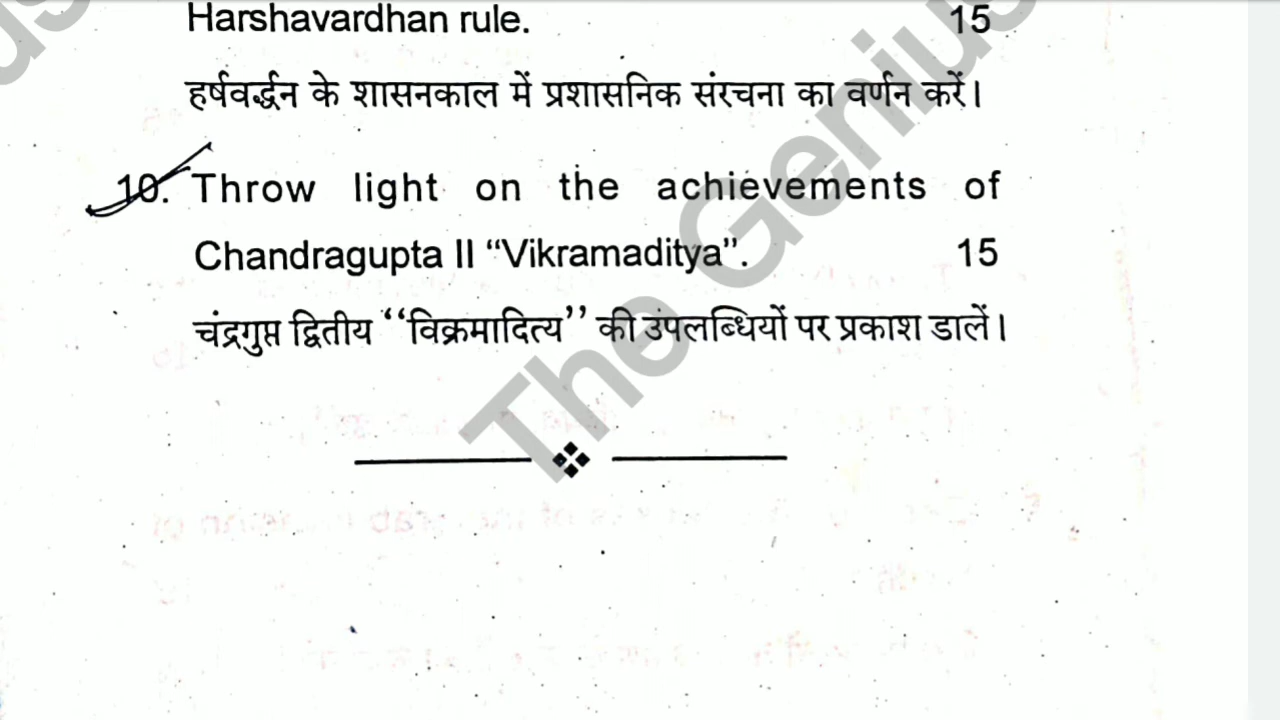 Harshavardhan rule. 15
हर्षवर्द्धन के शासनकाल में प्रशासनिक संरचना का वर्णन करें।
10. Throw light on the achievements of
Chandragupta II “Vikramaditya”. 15
चंद्रगुप्त द्वितीय “विक्रमादित्य” की उपलब्धियों पर प्रकाश डालें।
The Genius